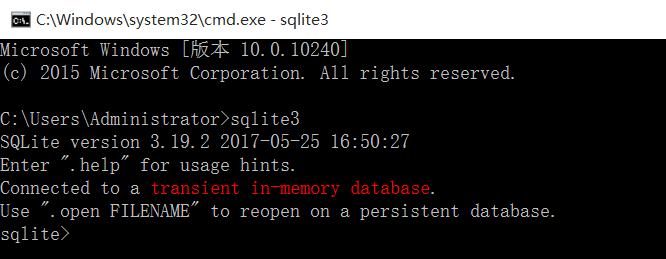 C:\Windows\system32\cmd.exe - sqlite3
Microsoft Windows [版本 10.0.10240]
(c) 2015 Microsoft Corporation. All rights reserved.
C:\Users\Administrator>sqlite3
SQLite version 3.19.2 2017-05-25 16:50:27
Enter ".help" for usage hints.
Connected to a transient in-memory database.
Use ".open FILENAME" to reopen on a persistent database.
sqlite>